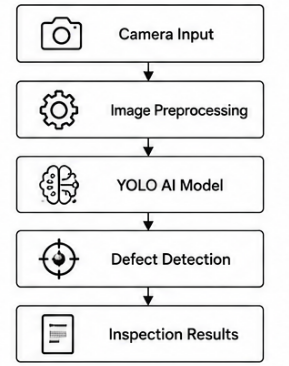 Camera Input
Image Preprocessing
YOLO AI Model
Defect Detection
Inspection Results